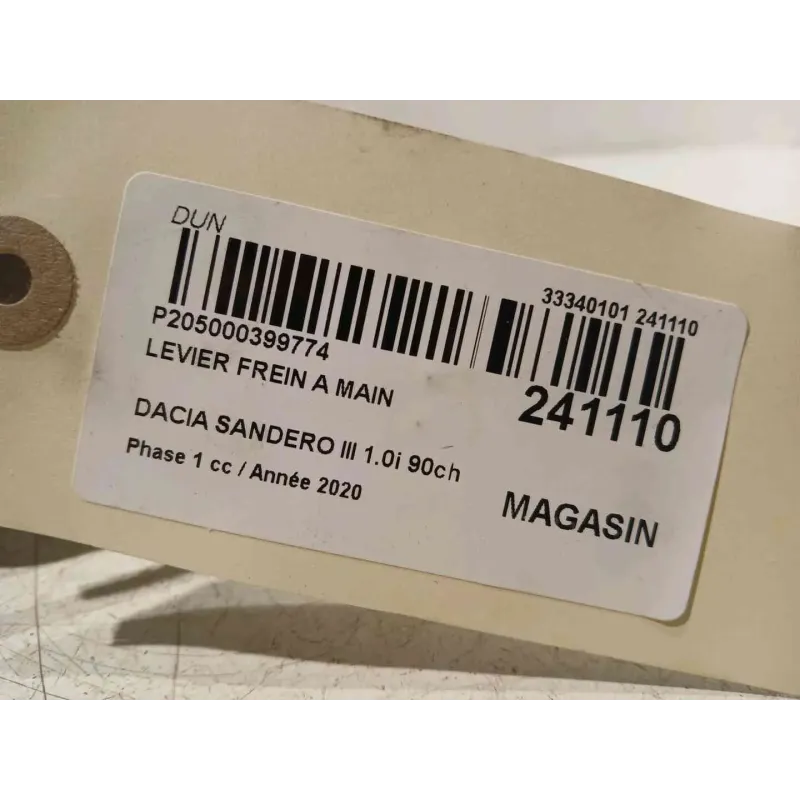 DUN
33340101 241110
P205000399774
241110
LEVIER FREIN A MAIN
DACIA SANDERO III 1.0i 90ch
Phase 1 cc / Année 2020
MAGASIN